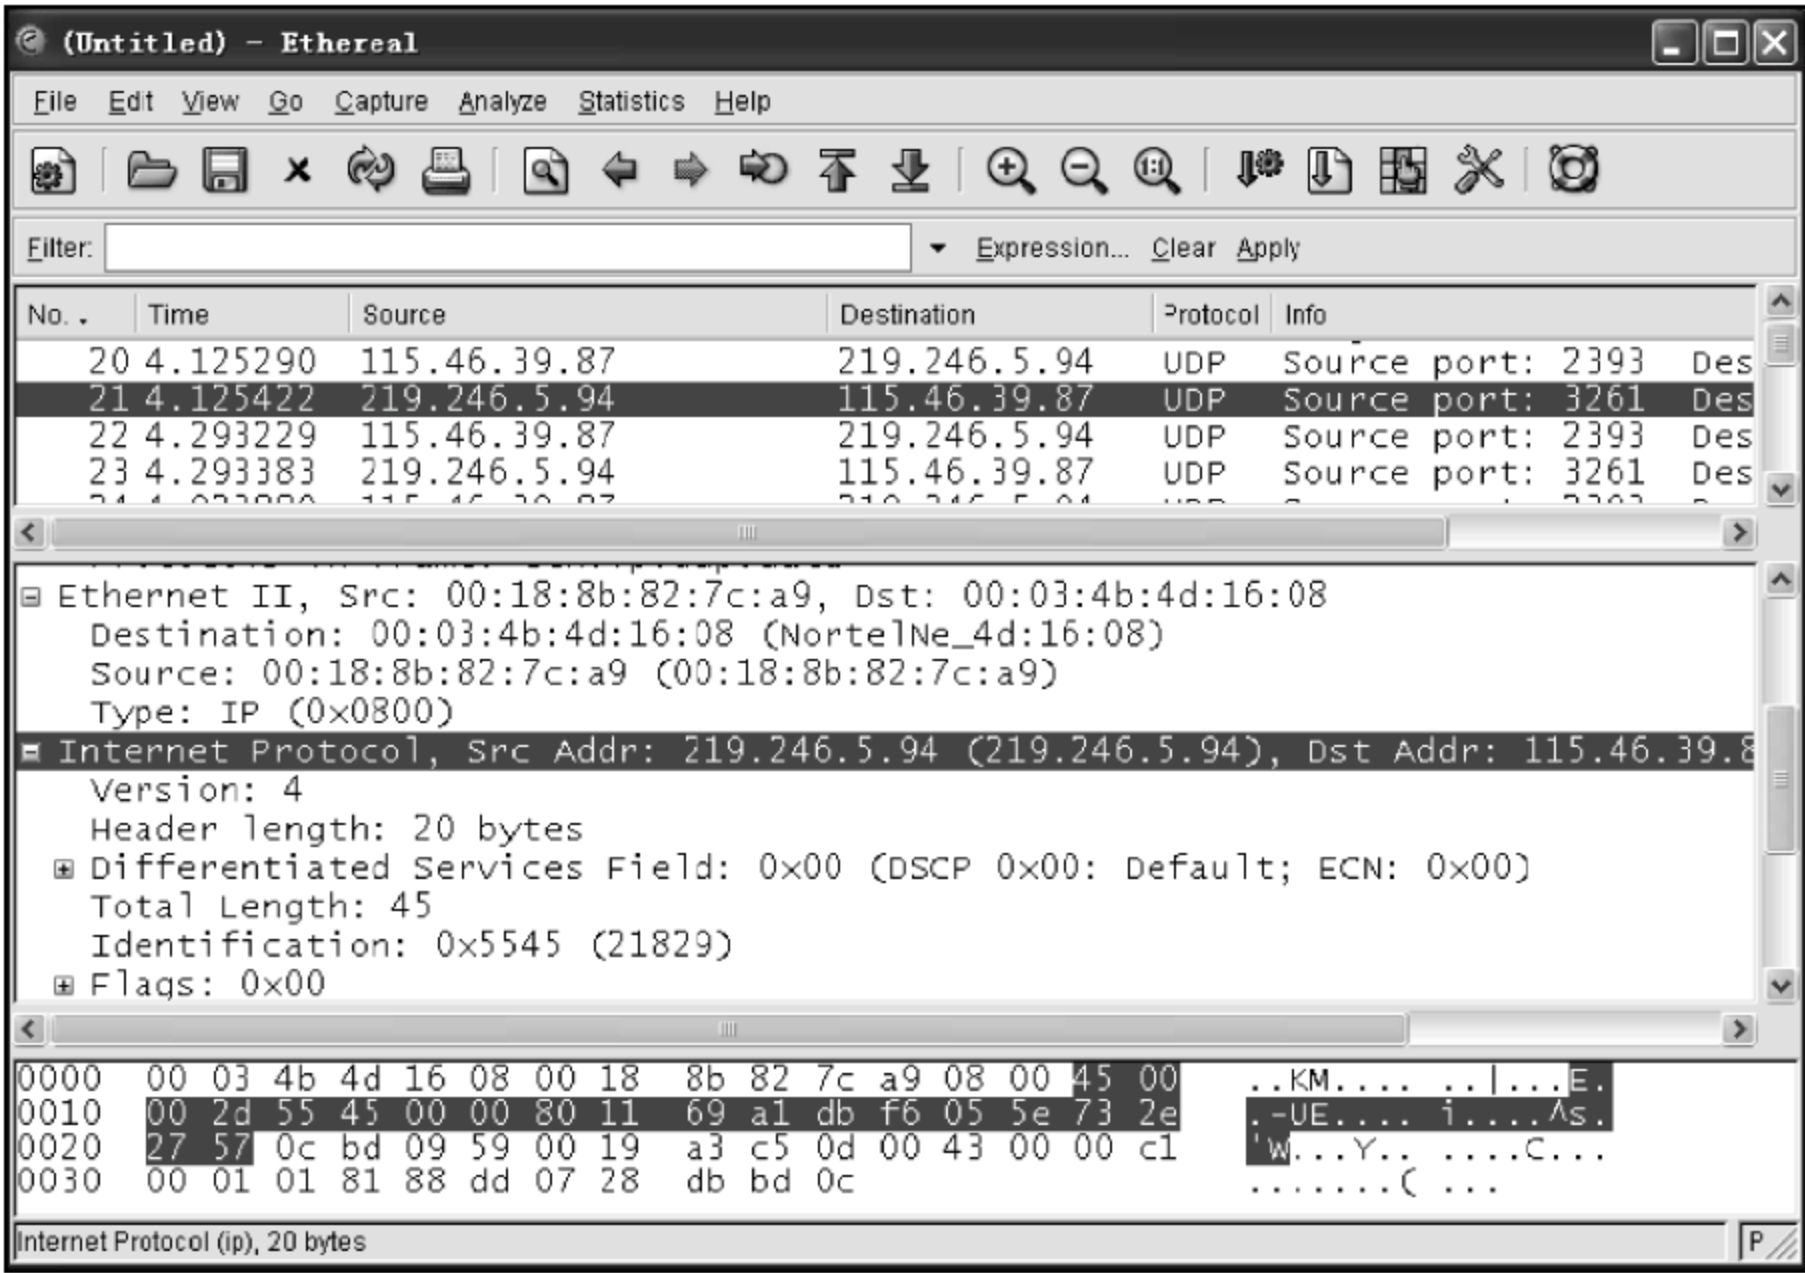 (Untitled) - Ethereal
File Edit View Go Capture Analyze Statistics Help
Filter: Expression... Clear Apply
No. . Time Source Destination Protocol Info
20 4.125290 115.46.39.87 219.246.5.94 UDP Source port: 2393 Des
21 4.125422 219.246.5.94 115.46.39.87 UDP Source port: 3261 Des
22 4.293229 115.46.39.87 219.246.5.94 UDP Source port: 2393 Des
23 4.293383 219.246.5.94 115.46.39.87 UDP Source port: 3261 Des
Ethernet II, Src: 00:18:8b:82:7c:a9, Dst: 00:03:4b:4d:16:08
Destination: 00:03:4b:4d:16:08 (NortelNe_4d:16:08)
Source: 00:18:8b:82:7c:a9 (00:18:8b:82:7c:a9)
Type: IP (0x0800)
Internet Protocol, Src Addr: 219.246.5.94 (219.246.5.94), Dst Addr: 115.46.39.8
Version: 4
Header length: 20 bytes
Differentiated Services Field: 0x00 (DSCP 0x00: Default; ECN: 0x00)
Total Length: 45
Identification: 0x5545 (21829)
Flags: 0x00
0000 00 03 4b 4d 16 08 00 18 8b 82 7c a9 08 00 45 00 ..KM.... ..|...E.
0010 00 2d 55 45 00 00 80 11 69 a1 db f6 05 5e 73 2e .-UE.... i....^s.
0020 27 57 0c bd 09 59 00 19 a3 c5 0d 00 43 00 00 c1 'W...Y.. ....C...
0030 00 01 01 81 88 dd 07 28 db bd 0c .......( ...
Internet Protocol (ip), 20 bytes P